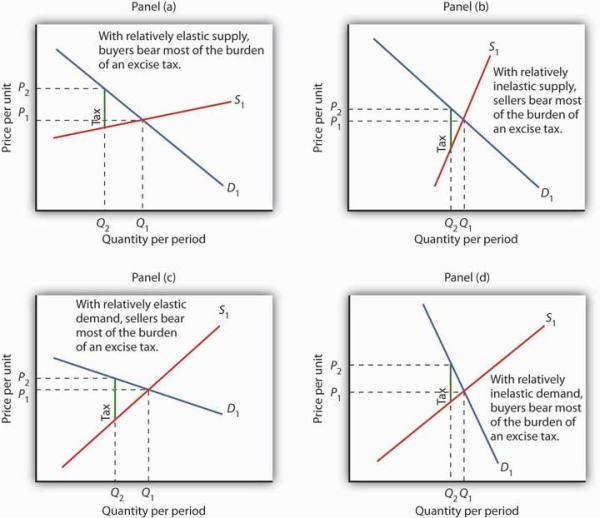 Panel (a)
With relatively elastic supply,
buyers bear most of the burden
of an excise tax.
Price per unit
P2
P1
Tax
S1
D1
Q2 Q1
Quantity per period
Panel (b)
S1
With relatively
inelastic supply,
sellers bear most
of the burden of
an excise tax.
Price per unit
P2
P1
Tax
D1
Q2 Q1
Quantity per period
Panel (c)
With relatively elastic
demand, sellers bear
most of the burden
of an excise tax.
S1
Price per unit
P2
P1
Tax
D1
Q2 Q1
Quantity per period
Panel (d)
S1
Price per unit
P2
P1
Tax
With relatively
inelastic demand,
buyers bear most
of the burden of
an excise tax.
D1
Q2 Q1
Quantity per period